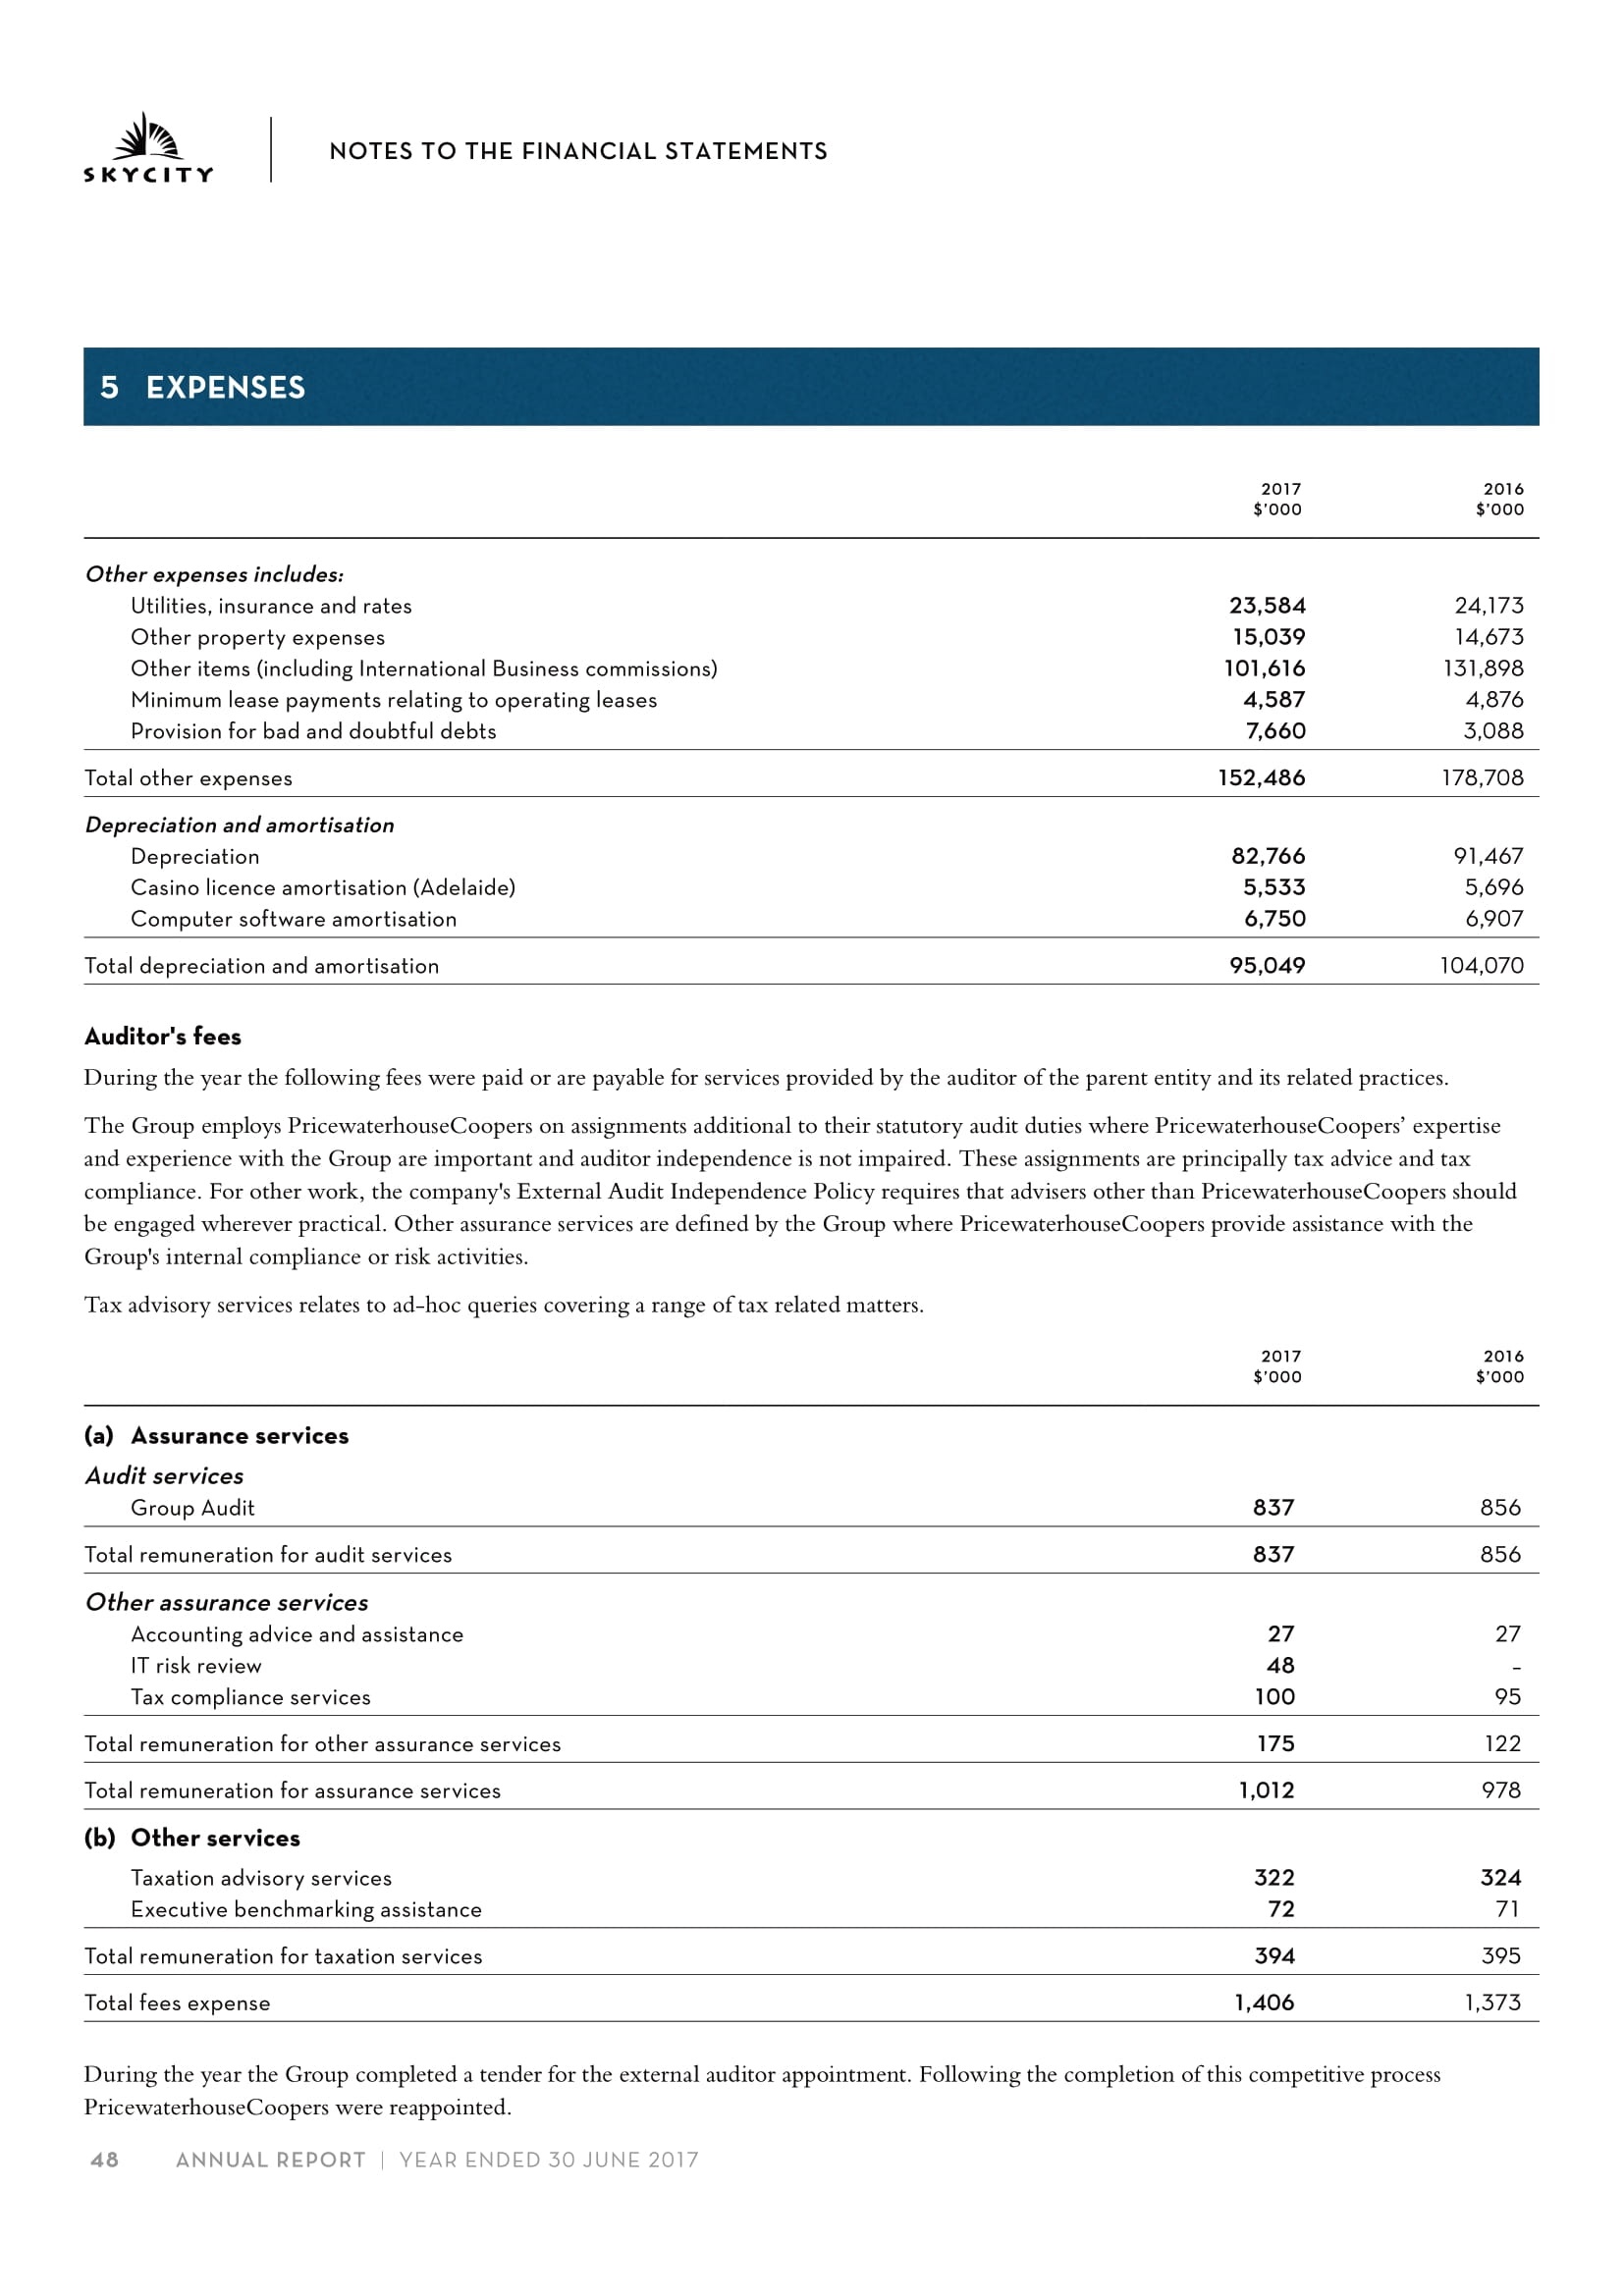 SKYCITY
NOTES TO THE FINANCIAL STATEMENTS
5 EXPENSES
2017 2016
$'000 $'000
Other expenses includes:
Utilities, insurance and rates 23,584 24,173
Other property expenses 15,039 14,673
Other items (including International Business commissions) 101,616 131,898
Minimum lease payments relating to operating leases 4,587 4,876
Provision for bad and doubtful debts 7,660 3,088
Total other expenses 152,486 178,708
Depreciation and amortisation
Depreciation 82,766 91,467
Casino licence amortisation (Adelaide) 5,533 5,696
Computer software amortisation 6,750 6,907
Total depreciation and amortisation 95,049 104,070
Auditor's fees
During the year the following fees were paid or are payable for services provided by the auditor of the parent entity and its related practices.
The Group employs PricewaterhouseCoopers on assignments additional to their statutory audit duties where PricewaterhouseCoopers' expertise
and experience with the Group are important and auditor independence is not impaired. These assignments are principally tax advice and tax
compliance. For other work, the company's External Audit Independence Policy requires that advisers other than PricewaterhouseCoopers should
be engaged wherever practical. Other assurance services are defined by the Group where PricewaterhouseCoopers provide assistance with the
Group's internal compliance or risk activities.
Tax advisory services relates to ad-hoc queries covering a range of tax related matters.
2017 2016
$'000 $'000
(a) Assurance services
Audit services
Group Audit 837 856
Total remuneration for audit services 837 856
Other assurance services
Accounting advice and assistance 27 27
IT risk review 48 –
Tax compliance services 100 95
Total remuneration for other assurance services 175 122
Total remuneration for assurance services 1,012 978
(b) Other services
Taxation advisory services 322 324
Executive benchmarking assistance 72 71
Total remuneration for taxation services 394 395
Total fees expense 1,406 1,373
During the year the Group completed a tender for the external auditor appointment. Following the completion of this competitive process
PricewaterhouseCoopers were reappointed.
48 ANNUAL REPORT | YEAR ENDED 30 JUNE 2017